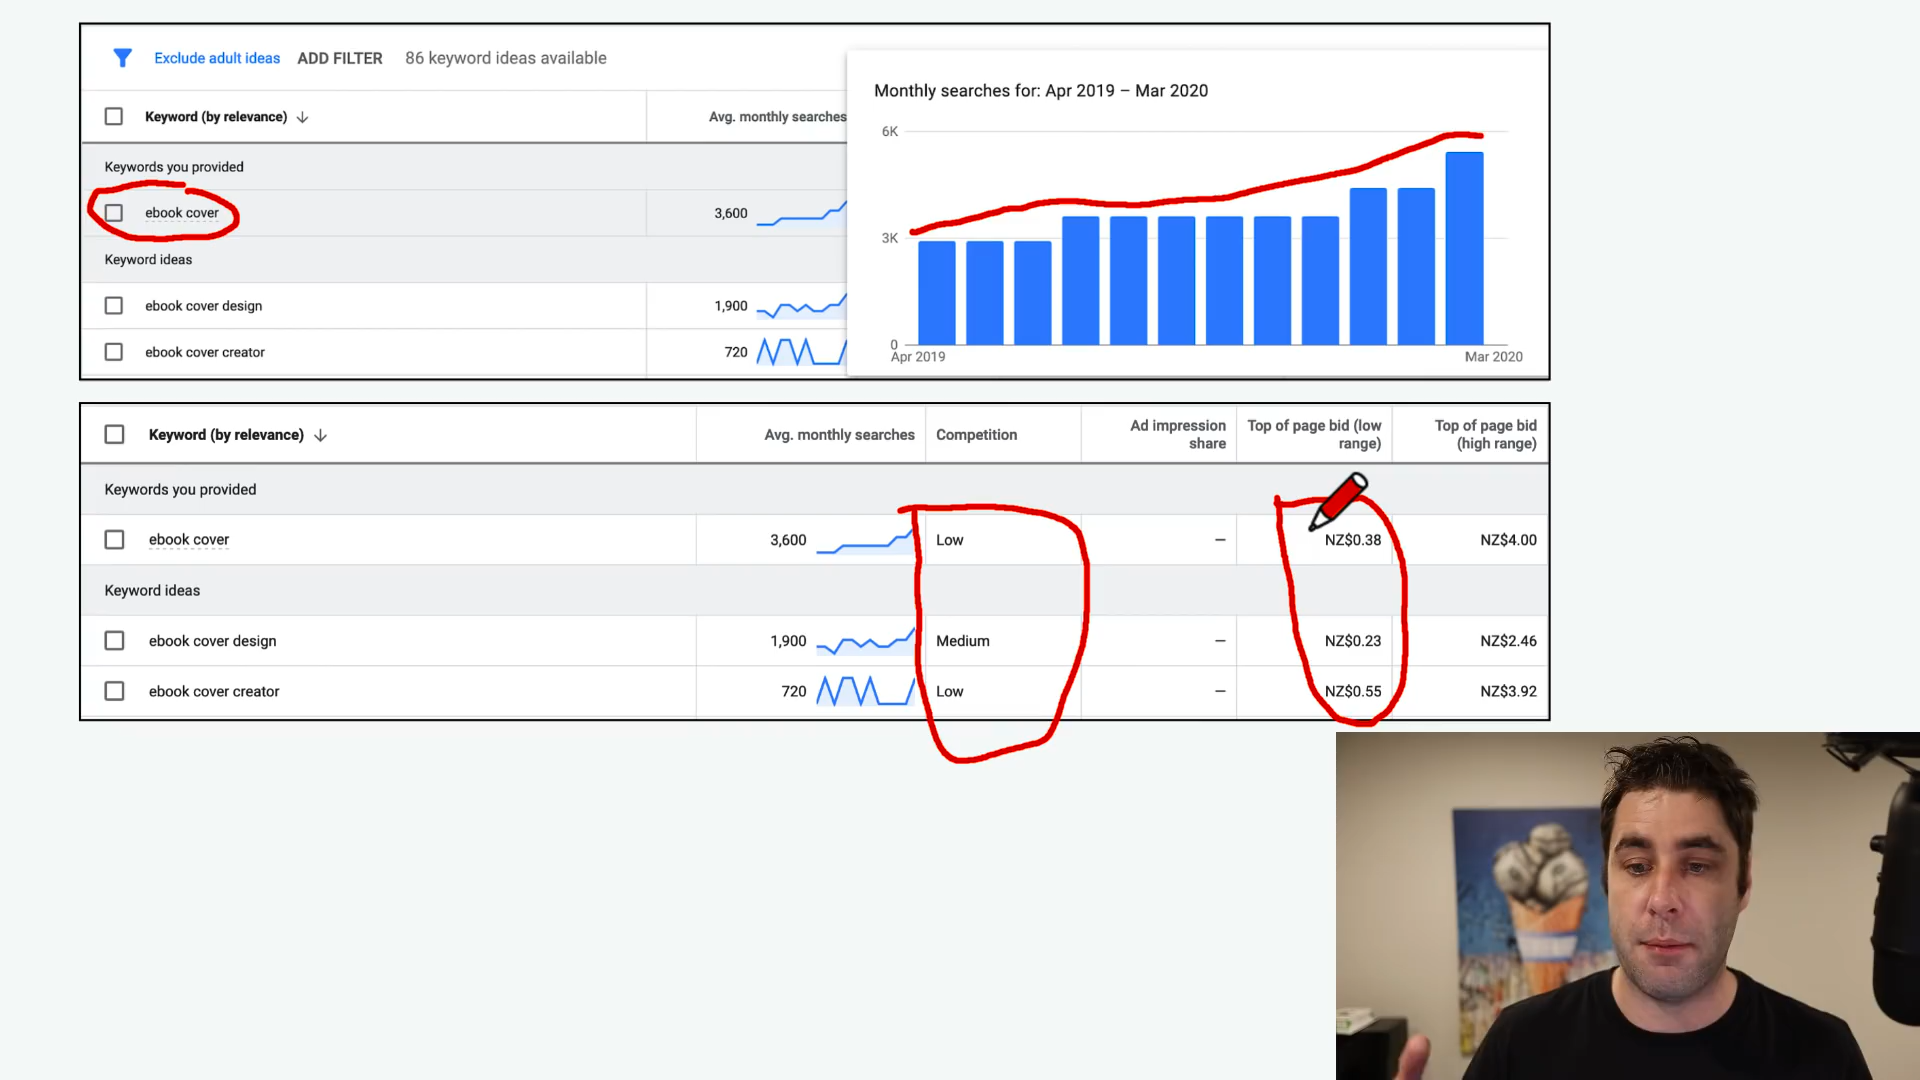 Exclude adult ideas ADD FILTER 86 keyword ideas available
Keyword (by relevance) Avg. monthly searches
Keywords you provided
ebook cover 3,600
Keyword ideas
ebook cover design 1,900
ebook cover creator 720
Monthly searches for: Apr 2019 – Mar 2020
6K
3K
0
Apr 2019 Mar 2020
Keyword (by relevance) Avg. monthly searches Competition Ad impression share Top of page bid (low range) Top of page bid (high range)
Keywords you provided
ebook cover 3,600 Low – NZ$0.38 NZ$4.00
Keyword ideas
ebook cover design 1,900 Medium – NZ$0.23 NZ$2.46
ebook cover creator 720 Low – NZ$0.55 NZ$3.92